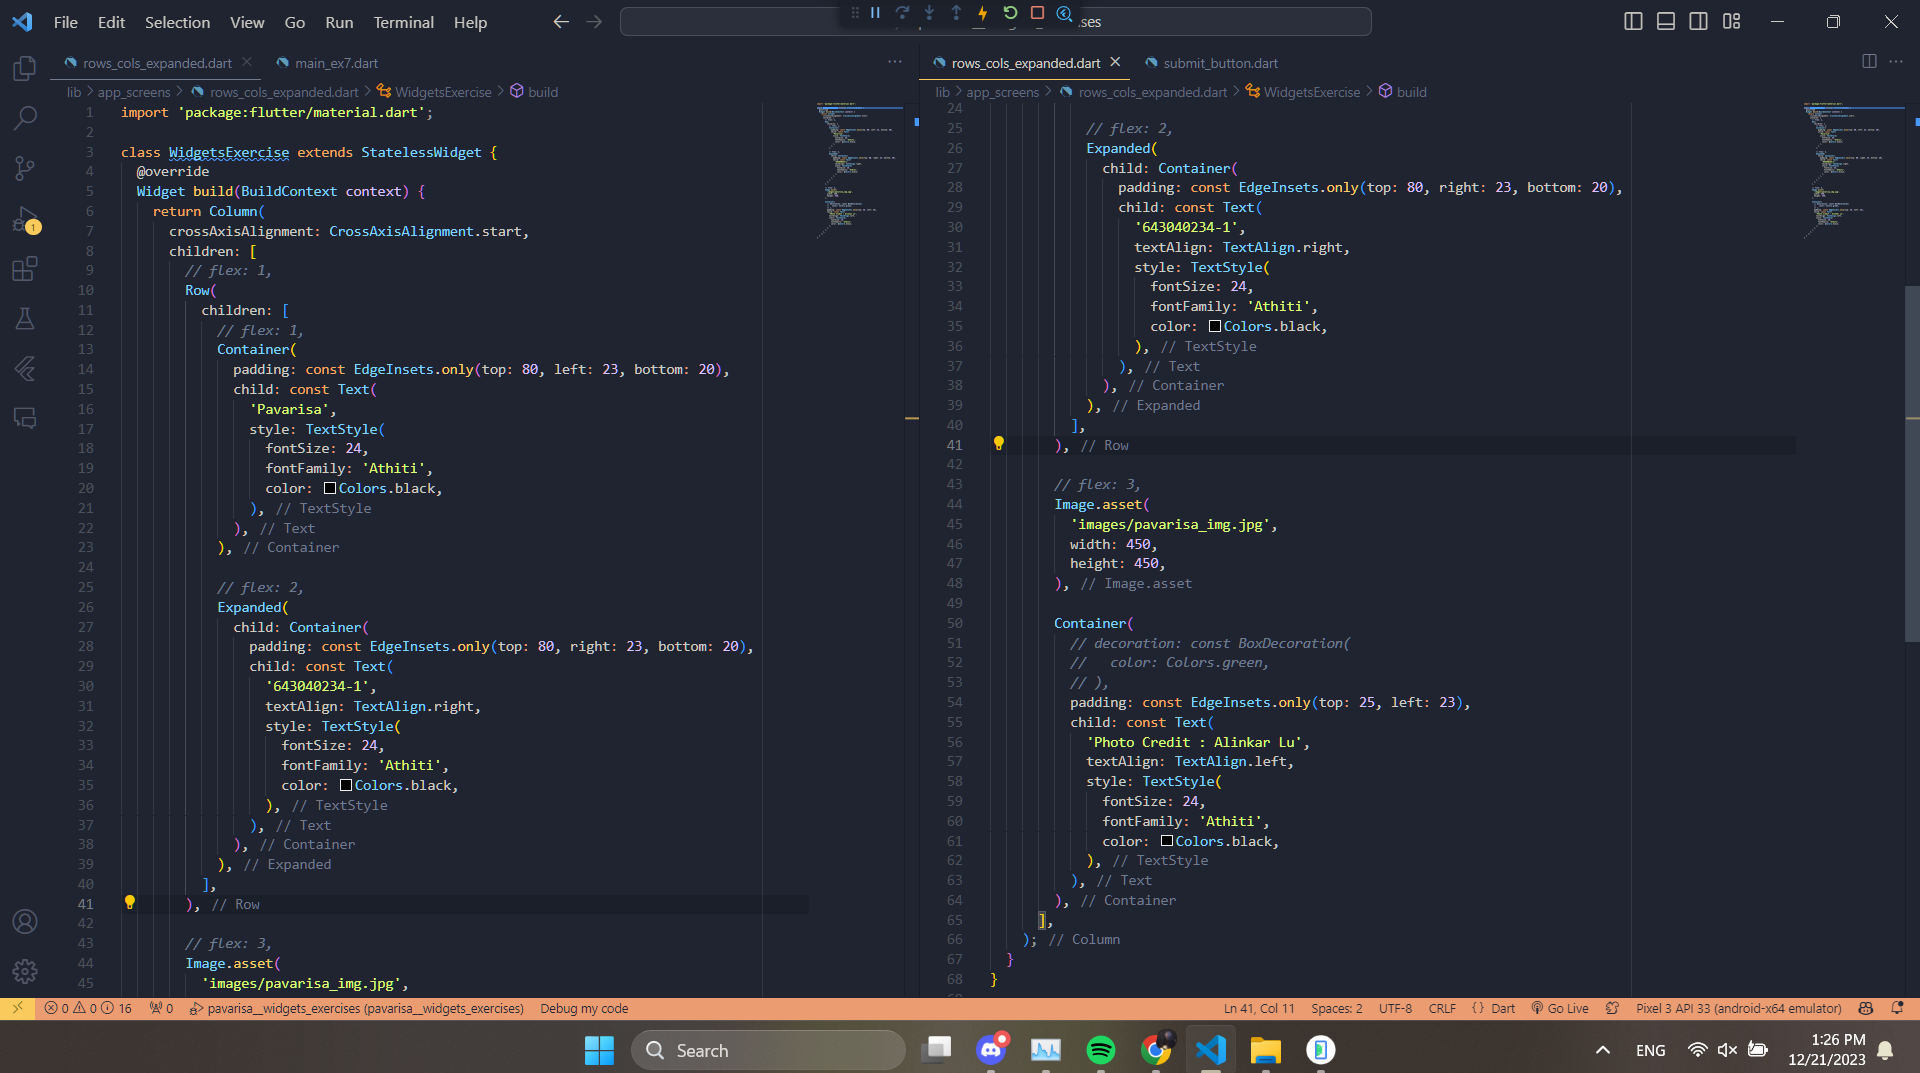 File Edit Selection View Go Run Terminal Help
ses
rows_cols_expanded.dart main_ex7.dart
lib > app_screens > rows_cols_expanded.dart > WidgetsExercise > build
1 import 'package:flutter/material.dart';
2
3 class WidgetsExercise extends StatelessWidget {
4 @override
5 Widget build(BuildContext context) {
6 return Column(
7 crossAxisAlignment: CrossAxisAlignment.start,
8 children: [
9 // flex: 1,
10 Row(
11 children: [
12 // flex: 1,
13 Container(
14 padding: const EdgeInsets.only(top: 80, left: 23, bottom: 20),
15 child: const Text(
16 'Pavarisa',
17 style: TextStyle(
18 fontSize: 24,
19 fontFamily: 'Athiti',
20 color: Colors.black,
21 ), // TextStyle
22 ), // Text
23 ), // Container
24
25 // flex: 2,
26 Expanded(
27 child: Container(
28 padding: const EdgeInsets.only(top: 80, right: 23, bottom: 20),
29 child: const Text(
30 '643040234-1',
31 textAlign: TextAlign.right,
32 style: TextStyle(
33 fontSize: 24,
34 fontFamily: 'Athiti',
35 color: Colors.black,
36 ), // TextStyle
37 ), // Text
38 ), // Container
39 ), // Expanded
40 ],
41 ), // Row
42
43 // flex: 3,
44 Image.asset(
45 'images/pavarisa_img.jpg',
rows_cols_expanded.dart submit_button.dart
lib > app_screens > rows_cols_expanded.dart > WidgetsExercise > build
24
25 // flex: 2,
26 Expanded(
27 child: Container(
28 padding: const EdgeInsets.only(top: 80, right: 23, bottom: 20),
29 child: const Text(
30 '643040234-1',
31 textAlign: TextAlign.right,
32 style: TextStyle(
33 fontSize: 24,
34 fontFamily: 'Athiti',
35 color: Colors.black,
36 ), // TextStyle
37 ), // Text
38 ), // Container
39 ), // Expanded
40 ],
41 ), // Row
42
43 // flex: 3,
44 Image.asset(
45 'images/pavarisa_img.jpg',
46 width: 450,
47 height: 450,
48 ), // Image.asset
49
50 Container(
51 // decoration: const BoxDecoration(
52 //   color: Colors.green,
53 // ),
54 padding: const EdgeInsets.only(top: 25, left: 23),
55 child: const Text(
56 'Photo Credit : Alinkar Lu',
57 textAlign: TextAlign.left,
58 style: TextStyle(
59 fontSize: 24,
60 fontFamily: 'Athiti',
61 color: Colors.black,
62 ), // TextStyle
63 ), // Text
64 ), // Container
65 ],
66 ); // Column
67 }
68 }
1
0 0 16 0 pavarisa__widgets_exercises (pavarisa__widgets_exercises) Debug my code
Ln 41, Col 11 Spaces: 2 UTF-8 CRLF { } Dart Go Live Pixel 3 API 33 (android-x64 emulator)
Search
ENG
1:26 PM
12/21/2023